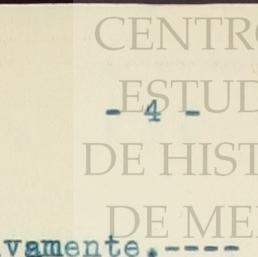 CENTRO
ESTUD
- 4 -
DE HIST
DE ME
vamente.----